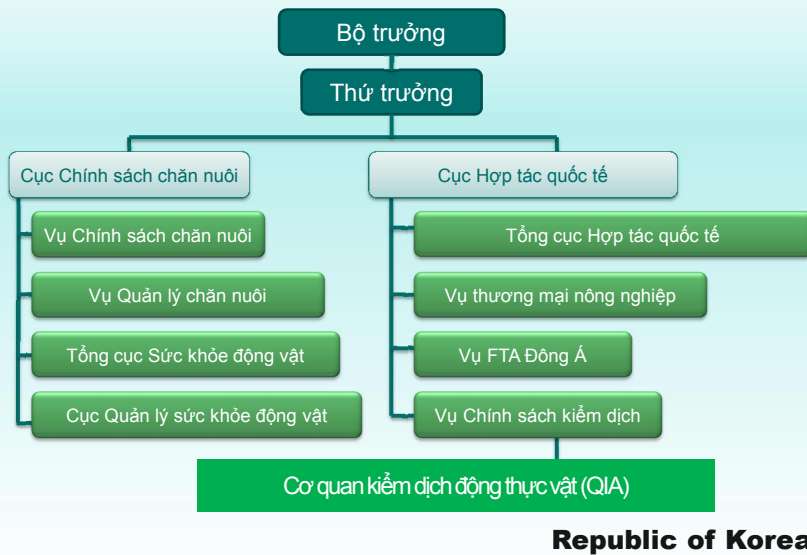 Bộ trưởng
Thứ trưởng
Cục Chính sách chăn nuôi
Vụ Chính sách chăn nuôi
Vụ Quản lý chăn nuôi
Tổng cục Sức khỏe động vật
Cục Quản lý sức khỏe động vật
Cục Hợp tác quốc tế
Tổng cục Hợp tác quốc tế
Vụ thương mại nông nghiệp
Vụ FTA Đông Á
Vụ Chính sách kiểm dịch
Cơ quan kiểm dịch động thực vật (QIA)
Republic of Korea